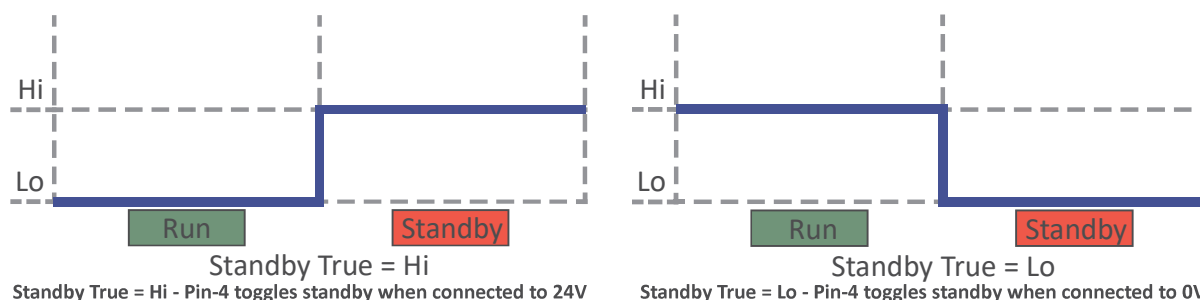 Hi
Lo
Run
Standby
Standby True = Hi
Standby True = Hi - Pin-4 toggles standby when connected to 24V
Hi
Lo
Run
Standby
Standby True = Lo
Standby True = Lo - Pin-4 toggles standby when connected to 0V